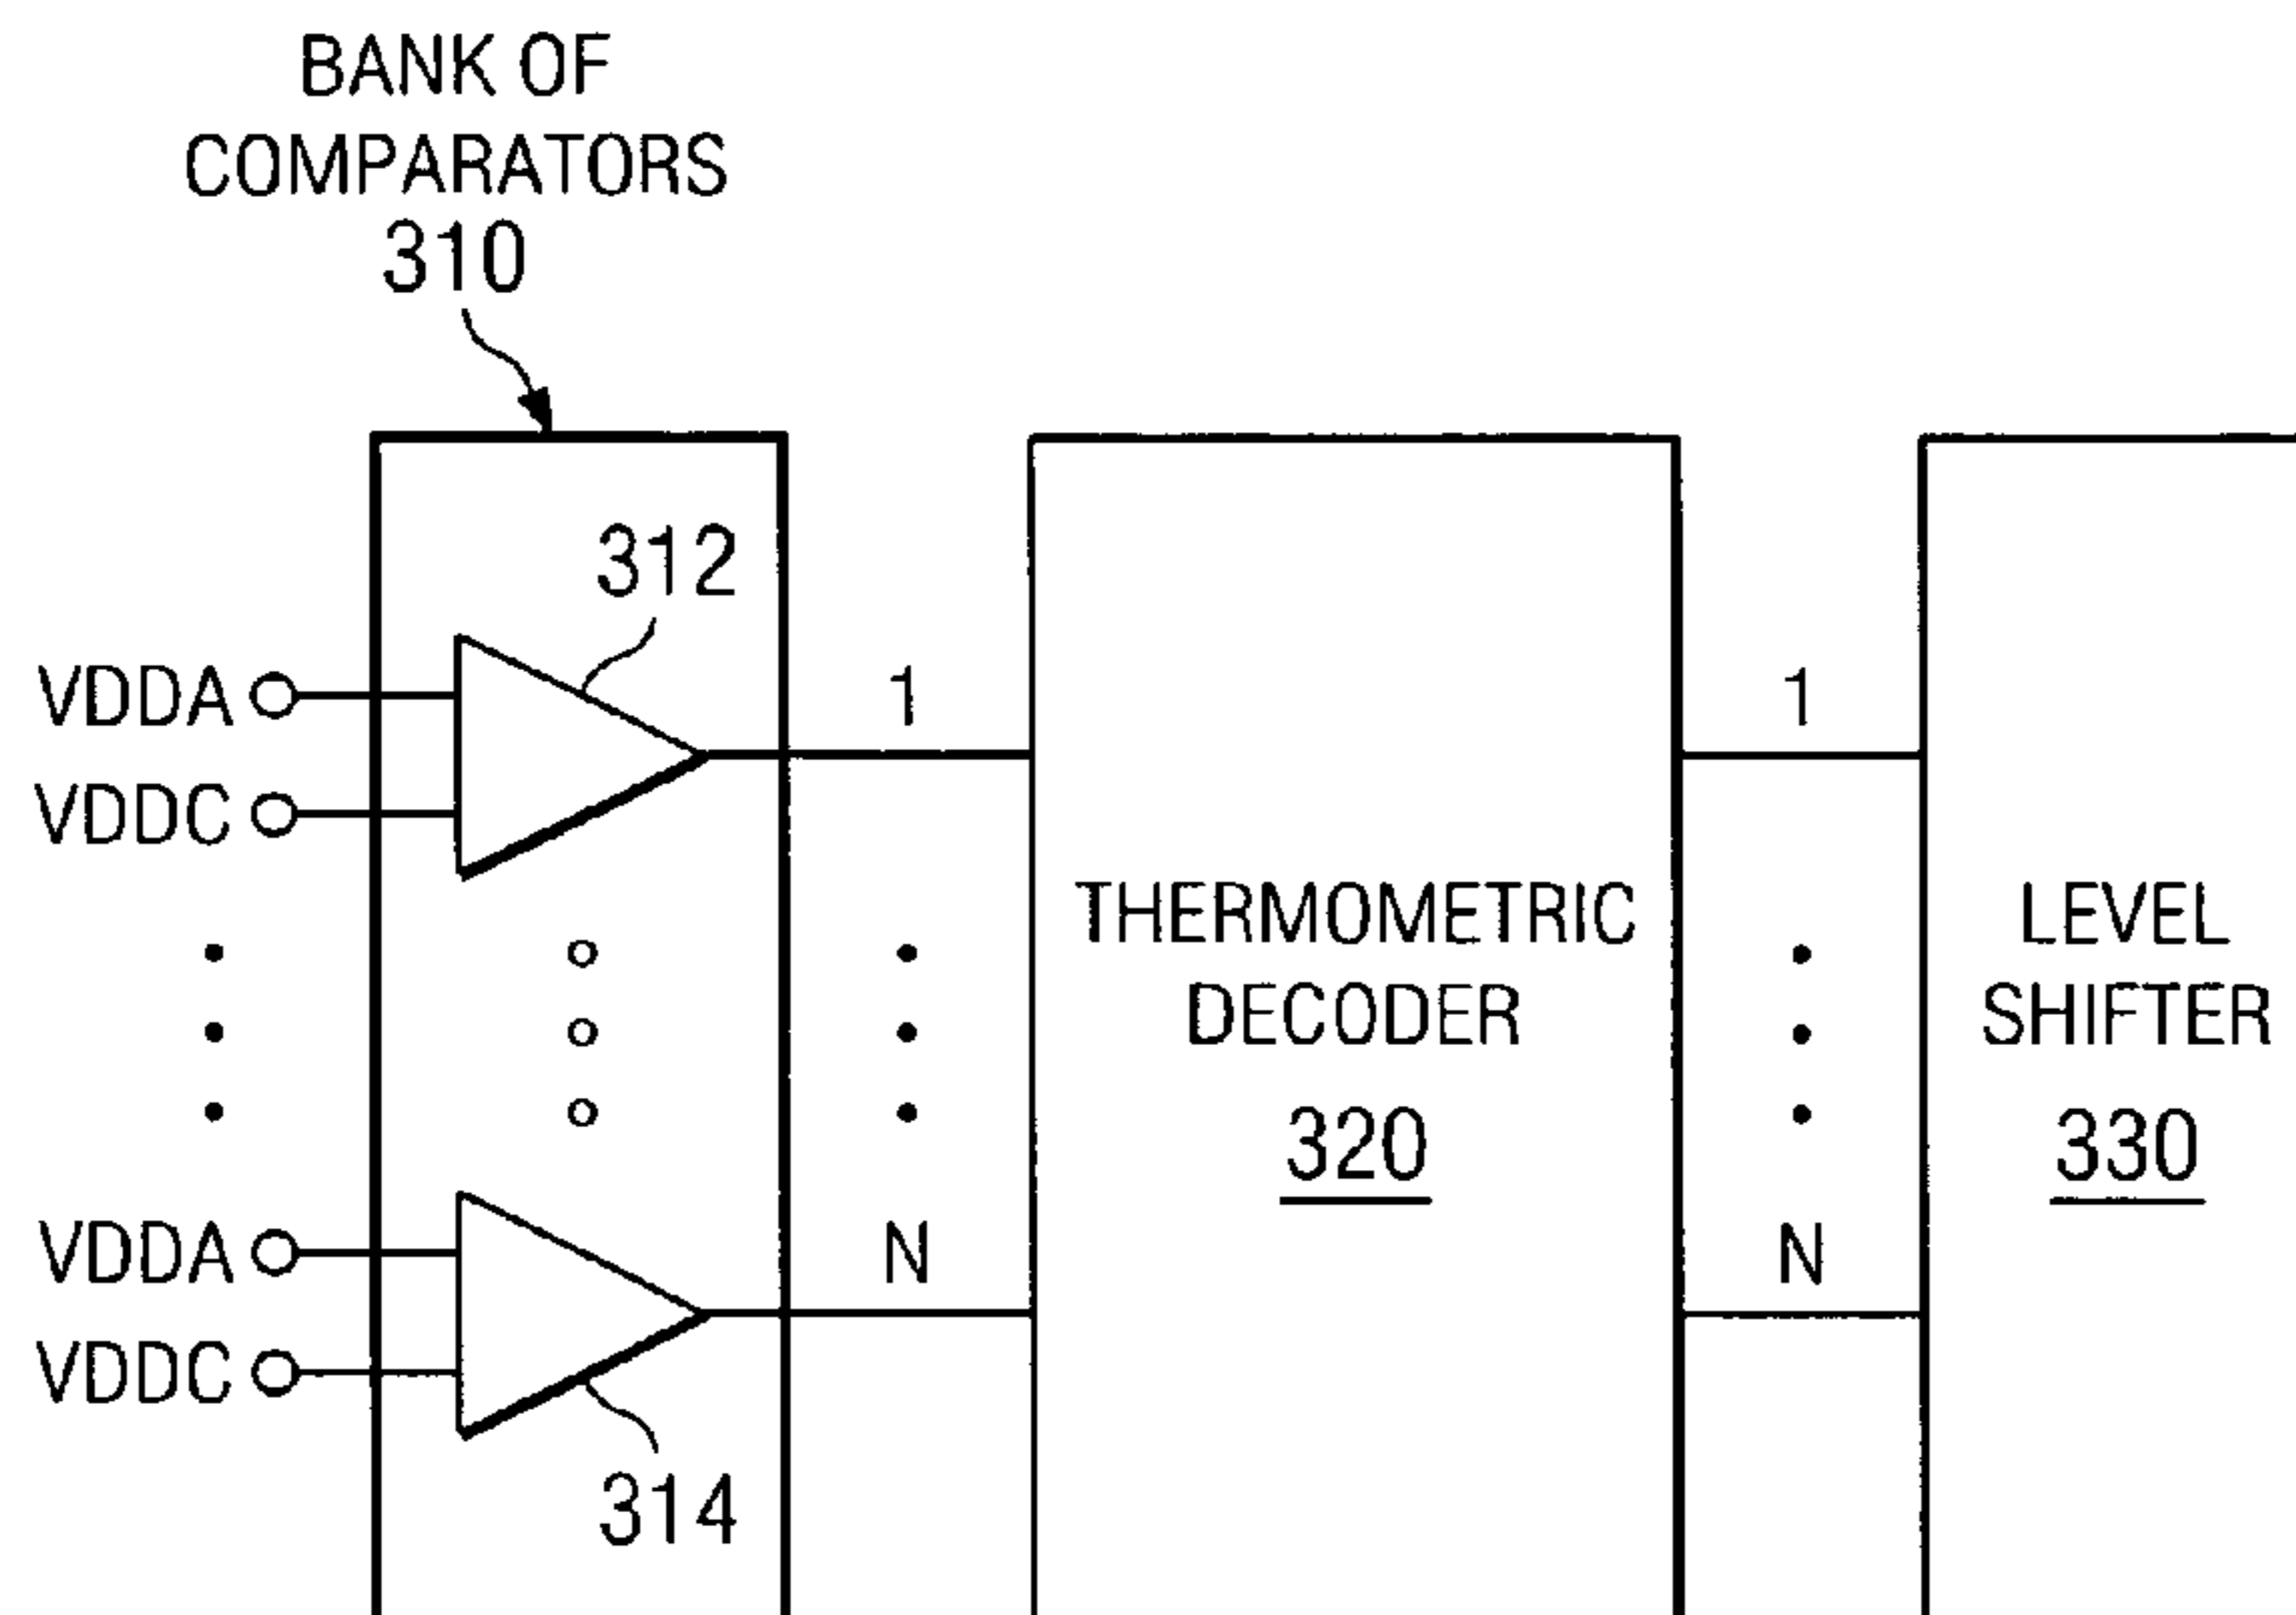 BANK OF
COMPARATORS
310
312
VDDA
VDDC
1
1
THERMOMETRIC
DECODER
320
LEVEL
SHIFTER
330
VDDA
VDDC
N
N
314